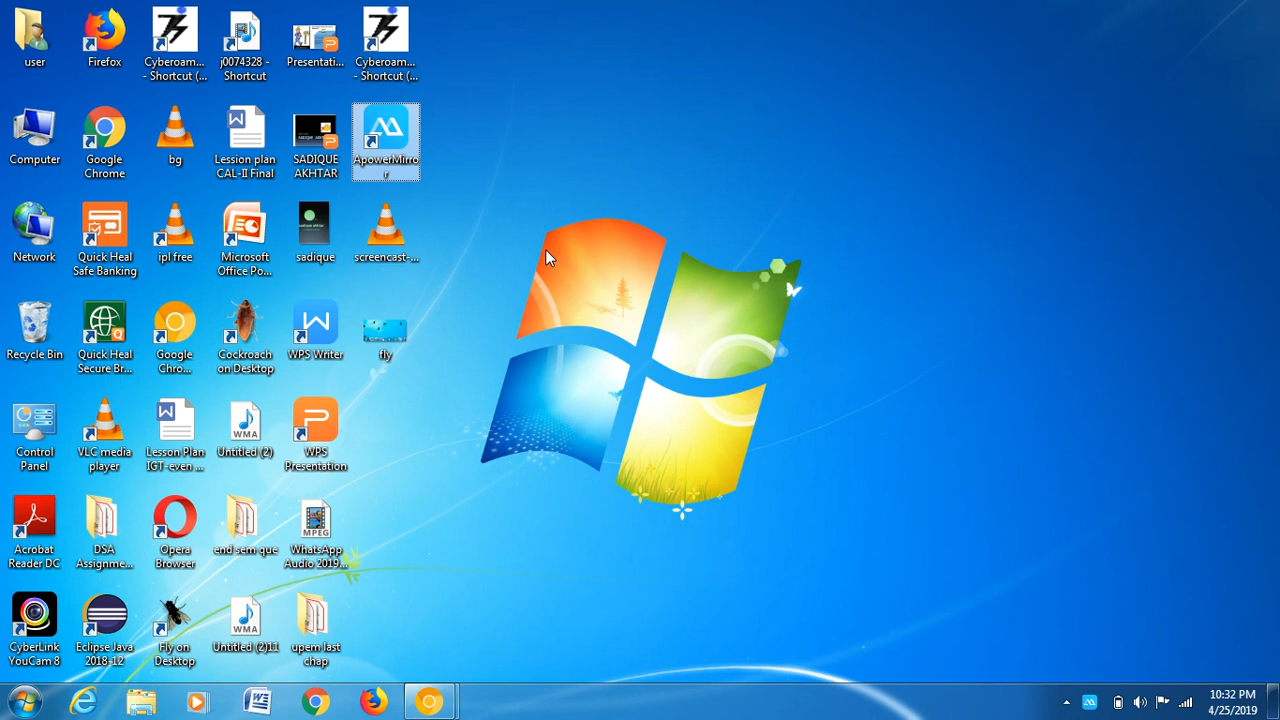 user
Firefox
Cyberoam...
- Shortcut (...
j0074328 -
Shortcut
Presentati...
Cyberoam...
- Shortcut (...
Computer
Google
Chrome
bg
W
Lession plan
CAL-II Final
SADIQUE
AKHTAR
ApowerMirro
r
Network
Quick Heal
Safe Banking
ipl free
Microsoft
Office Po...
sadique
screencast-...
Recycle Bin
Quick Heal
Secure Br...
Google
Chro...
Cockroach
on Desktop
W
WPS Writer
fly
Control
Panel
VLC media
player
W
Lesson Plan
IGT-even ...
WMA
Untitled (2)
P
WPS
Presentation
Acrobat
Reader DC
DSA
Assignme...
Opera
Browser
end sem que
MPEG
WhatsApp
Audio 2019...
CyberLink
YouCam 8
Eclipse Java
2018-12
Fly on
Desktop
WMA
Untitled (2)11
upem last
chap
10:32 PM
4/25/2019